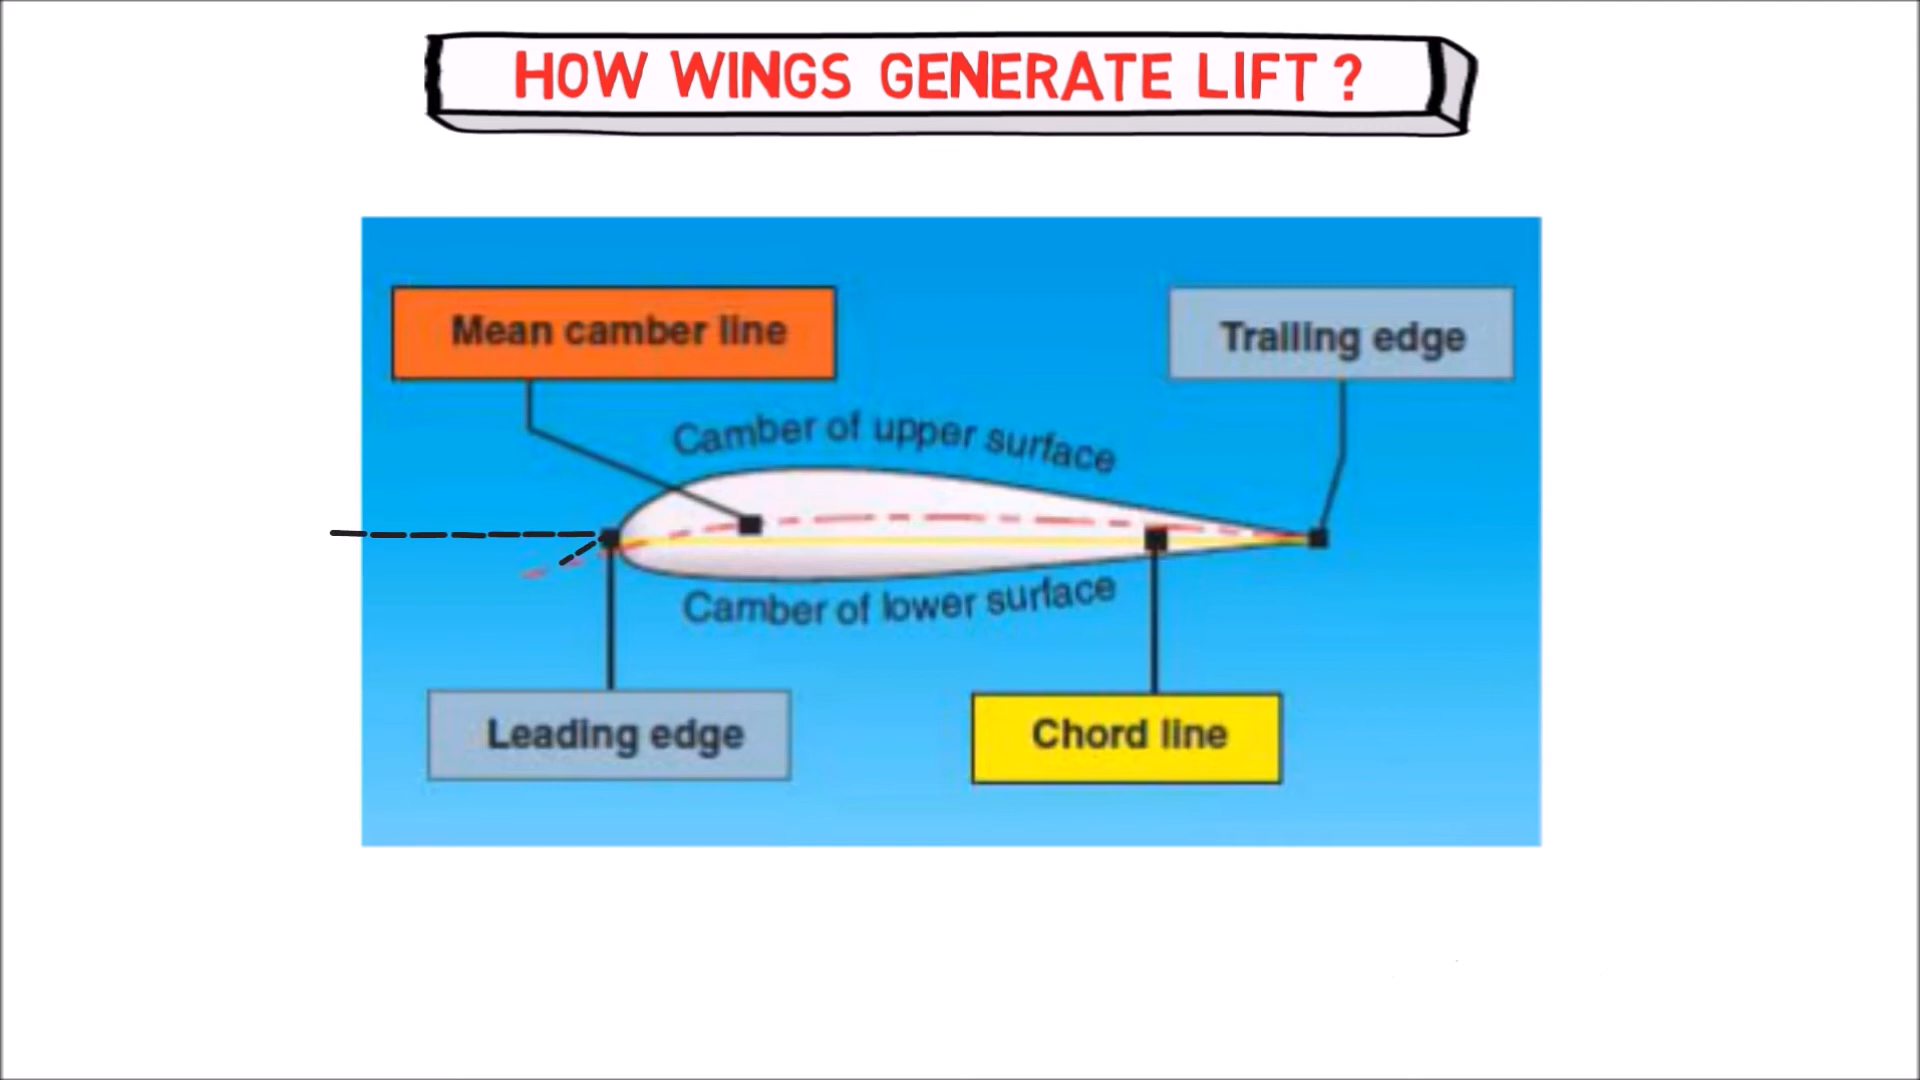 HOW WINGS GENERATE LIFT ?
Mean camber line
Trailing edge
Camber of upper surface
Camber of lower surface
Leading edge
Chord line